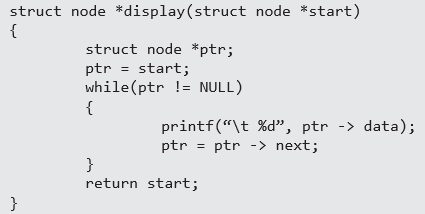 struct node *display(struct node *start)
{
struct node *ptr;
ptr = start;
while(ptr != NULL)
{
printf(“\t %d”, ptr -> data);
ptr = ptr -> next;
}
return start;
}